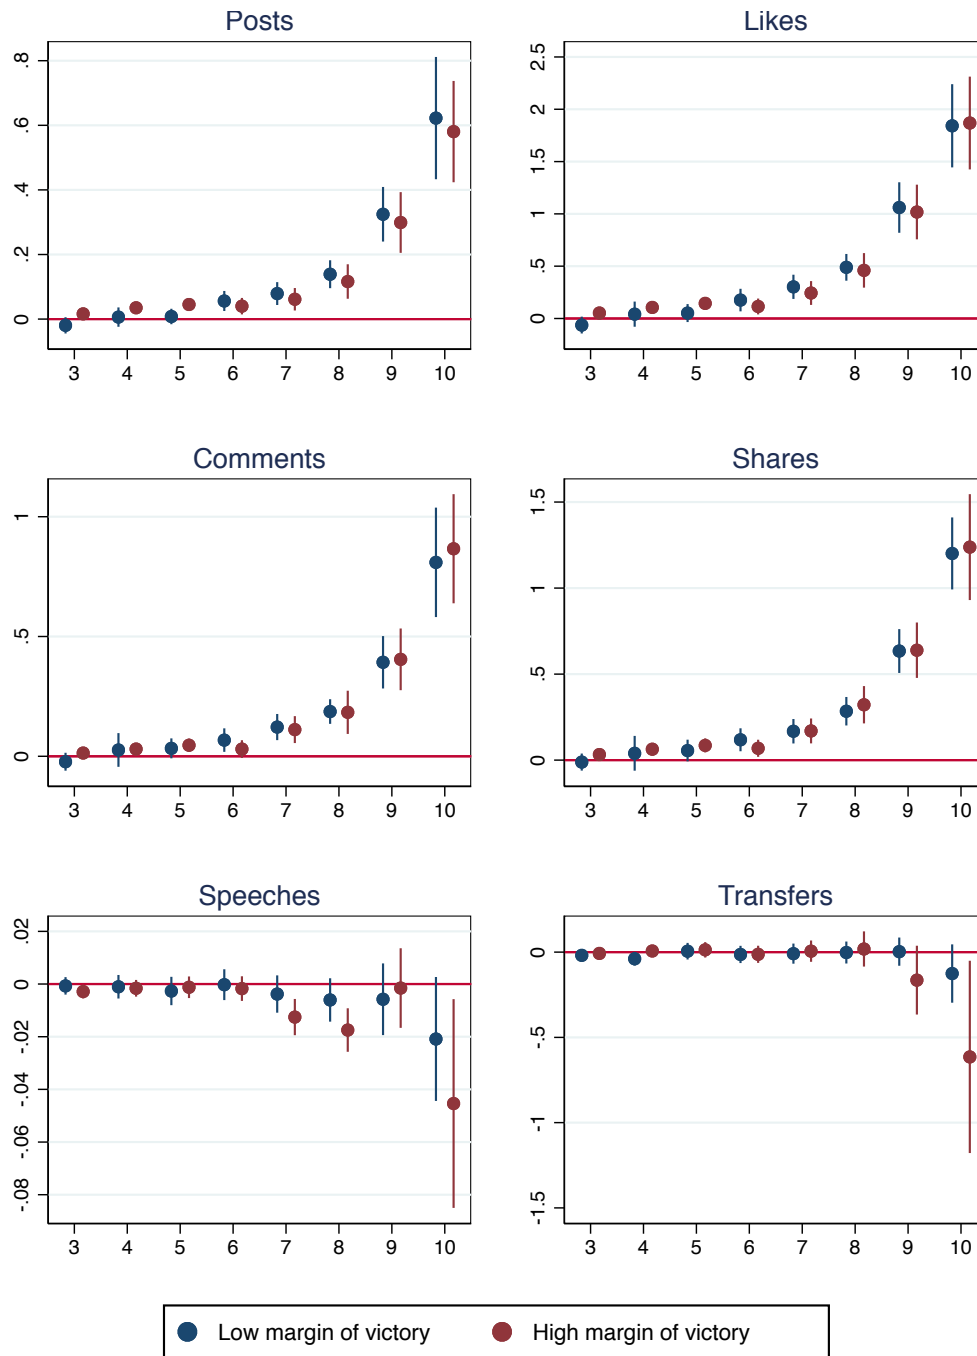 Posts
.8
.6
.4
.2
0
3 4 5 6 7 8 9 10
Likes
2.5
2
1.5
1
.5
0
3 4 5 6 7 8 9 10
Comments
1
.5
0
3 4 5 6 7 8 9 10
Shares
1.5
1
.5
0
3 4 5 6 7 8 9 10
Speeches
.02
0
-.02
-.04
-.06
-.08
3 4 5 6 7 8 9 10
Transfers
0
-.5
-1
-1.5
3 4 5 6 7 8 9 10
Low margin of victory High margin of victory